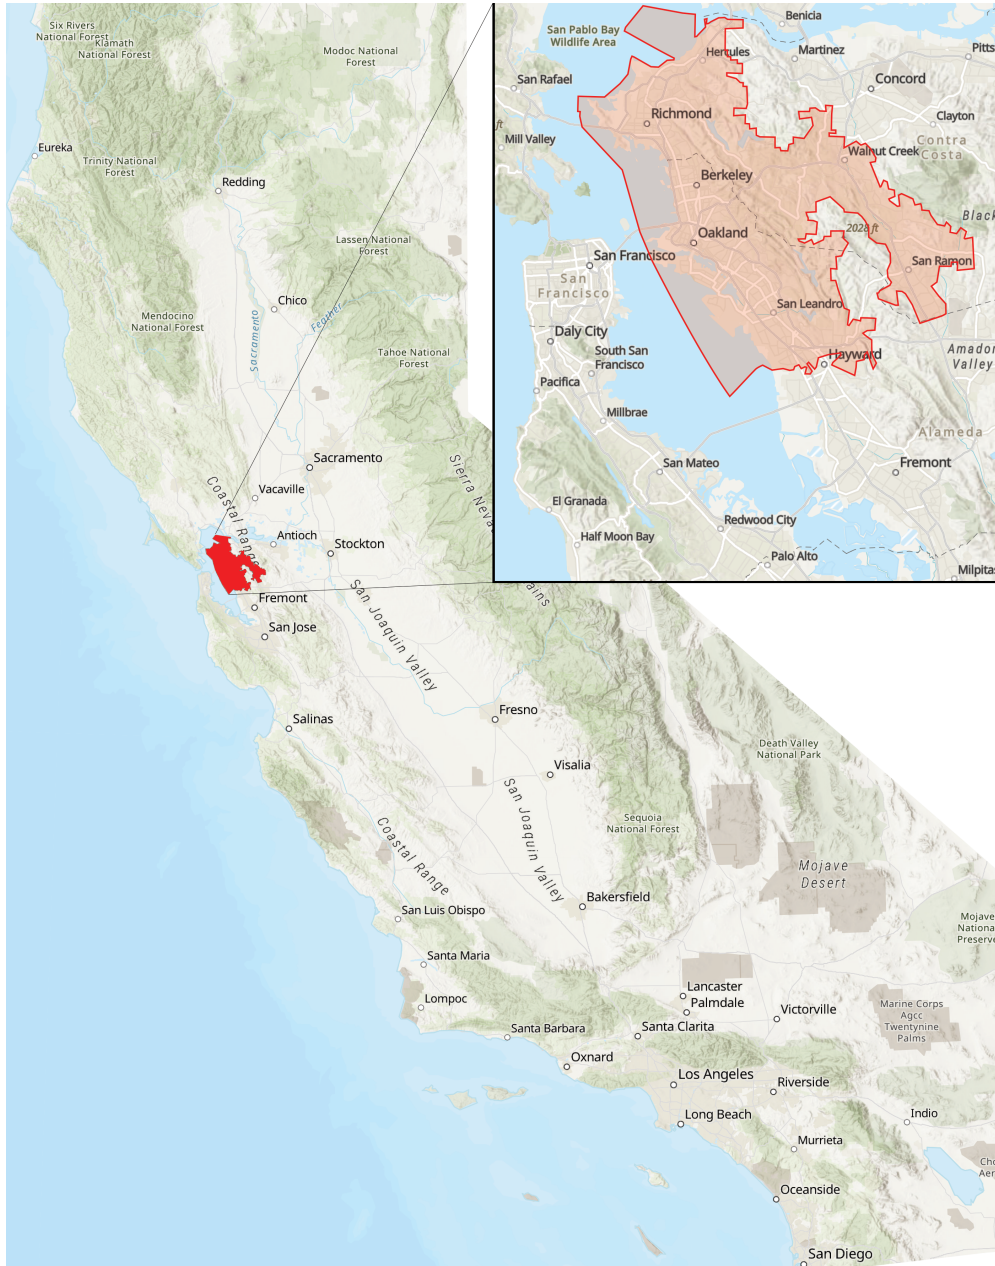 Six Rivers
National Forest
Klamath
National Forest
Modoc National
Forest
Eureka
Trinity National
Forest
Redding
Lassen National
Forest
Chico
Feather
Sacramento
Mendocino
National Forest
Tahoe National
Forest
Sacramento
Vacaville
Coastal Range
Sierra Neva
Antioch
Stockton
Fremont
San Jose
San Joaquin Valley
ains
Salinas
Fresno
Visalia
San Joaquin Valley
Death Valley
National Park
Sequoia
National Forest
Coastal Range
Mojave
Desert
Bakersfield
San Luis Obispo
Mojave
Nationa
Preserve
Santa Maria
Lompoc
Lancaster
Palmdale
Victorville
Marine Corps
Agcc
Twentynine
Palms
Santa Barbara
Santa Clarita
Oxnard
Los Angeles
Riverside
Long Beach
Indio
Murrieta
Cho
Aer
Oceanside
San Diego
San Pablo Bay
Wildlife Area
Benicia
Hercules
Martinez
Pitts
San Rafael
Concord
Richmond
Clayton
ft
Mill Valley
Walnut Creek
Contra
Costa
Berkeley
Black
2028 ft
Oakland
San Francisco
San Ramon
San
Francisco
San Leandro
Daly City
South San
Francisco
Hayward
Amador
Valley
Pacifica
Millbrae
Alameda
San Mateo
Fremont
El Granada
Redwood City
Half Moon Bay
Palo Alto
Milpitas